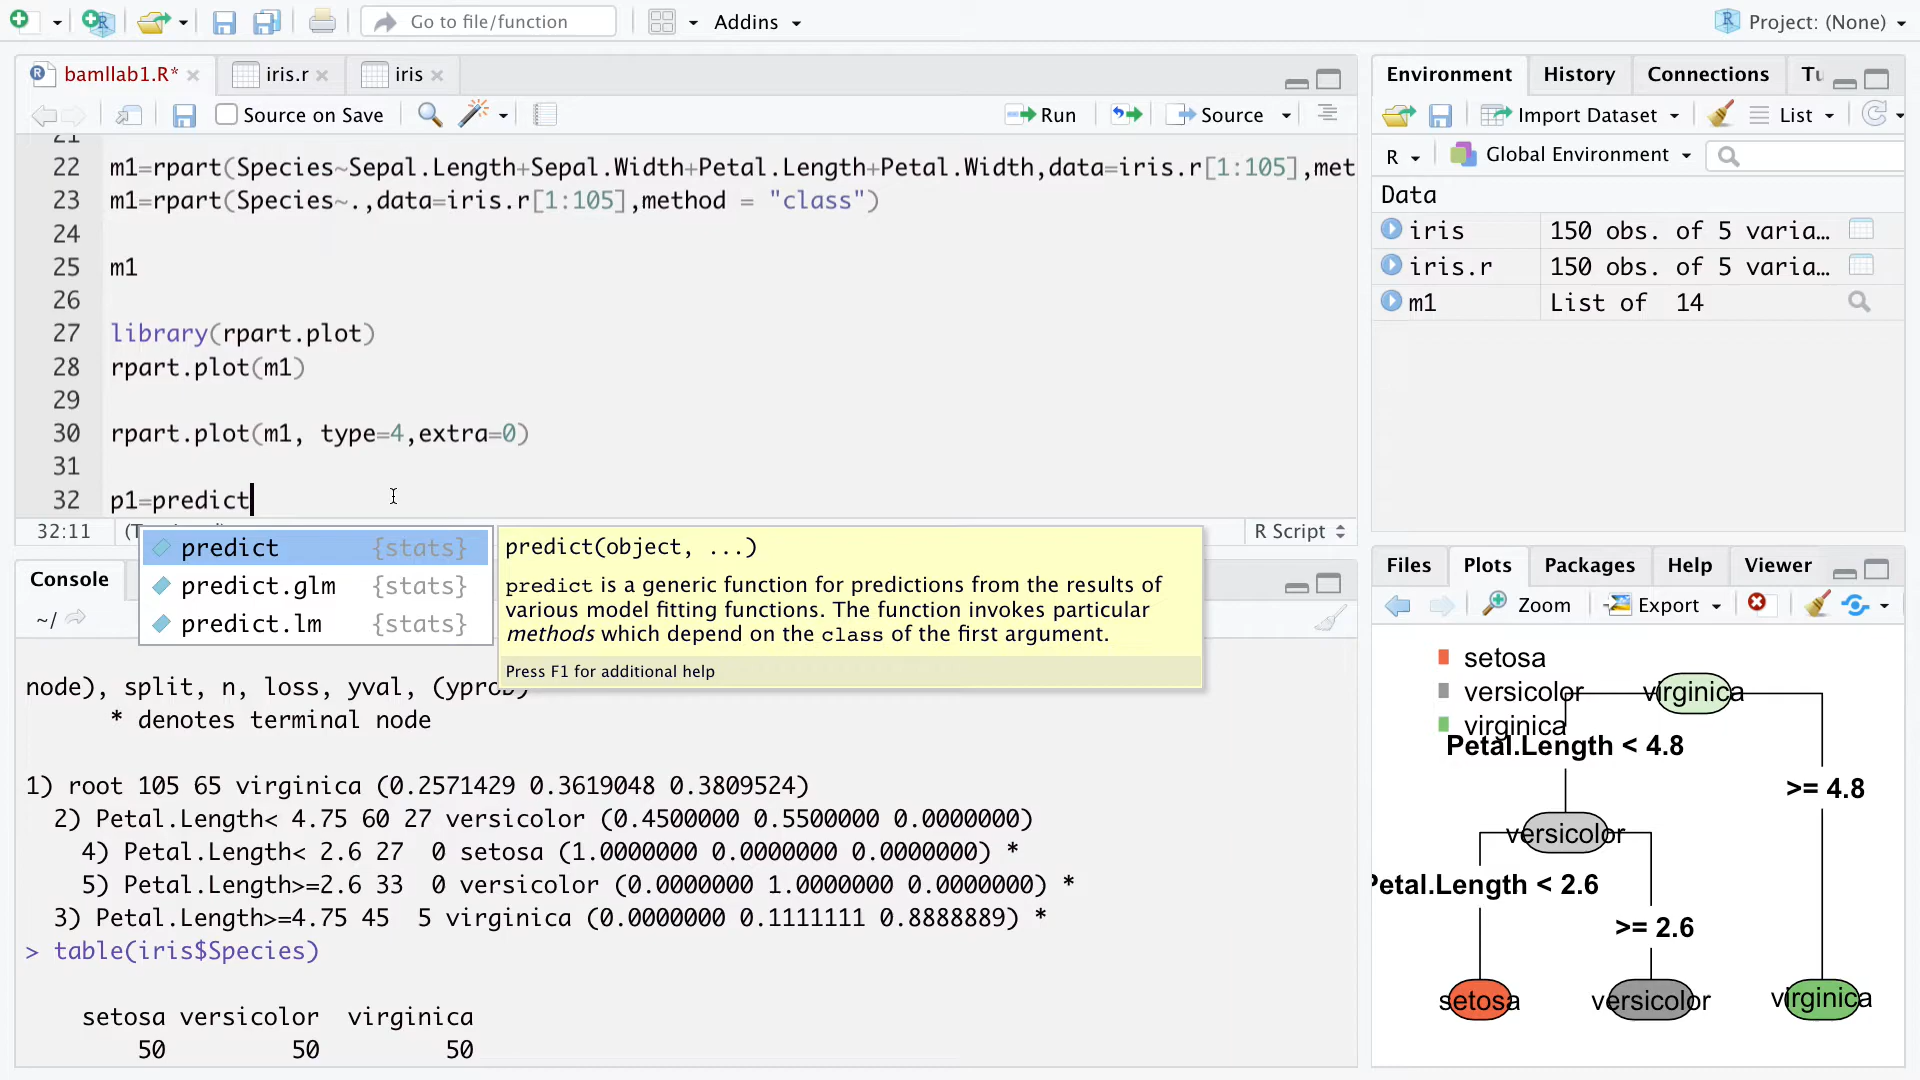 Go to file/function
Addins
Project: (None)
bamllab1.R*
iris.r
iris
Source on Save
Run
Source
21
22 m1=rpart(Species~Sepal.Length+Sepal.Width+Petal.Length+Petal.Width,data=iris.r[1:105],met
23 m1=rpart(Species~.,data=iris.r[1:105],method = "class")
24
25 m1
26
27 library(rpart.plot)
28 rpart.plot(m1)
29
30 rpart.plot(m1, type=4,extra=0)
31
32 p1=predict
32:11
R Script
predict {stats}
predict.glm {stats}
predict.lm {stats}
predict(object, ...)
predict is a generic function for predictions from the results of
various model fitting functions. The function invokes particular
methods which depend on the class of the first argument.
Press F1 for additional help
Console
~/
node), split, n, loss, yval, (yprob)
* denotes terminal node
1) root 105 65 virginica (0.2571429 0.3619048 0.3809524)
2) Petal.Length< 4.75 60 27 versicolor (0.4500000 0.5500000 0.0000000)
4) Petal.Length< 2.6 27 0 setosa (1.0000000 0.0000000 0.0000000) *
5) Petal.Length>=2.6 33 0 versicolor (0.0000000 1.0000000 0.0000000) *
3) Petal.Length>=4.75 45 5 virginica (0.0000000 0.1111111 0.8888889) *
> table(iris$Species)
setosa versicolor virginica
50 50 50
Environment
History
Connections
Tu
Import Dataset
List
R
Global Environment
Data
iris 150 obs. of 5 varia…
iris.r 150 obs. of 5 varia…
m1 List of 14
Files
Plots
Packages
Help
Viewer
Zoom
Export
setosa
versicolor
virginica
virginica
Petal.Length < 4.8
>= 4.8
versicolor
Petal.Length < 2.6
>= 2.6
setosa
versicolor
virginica